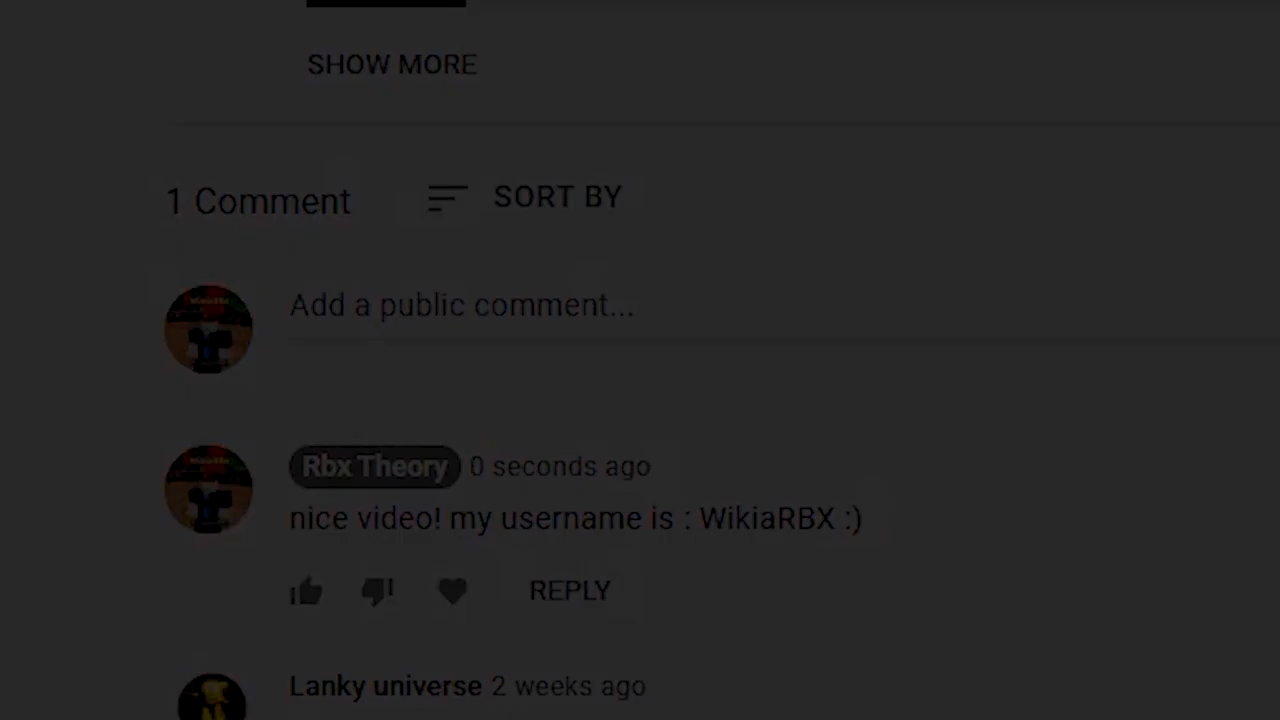 SHOW MORE
1 Comment
SORT BY
Add a public comment...
Rbx Theory 0 seconds ago
nice video! my username is : WikiaRBX :)
REPLY
Lanky universe 2 weeks ago